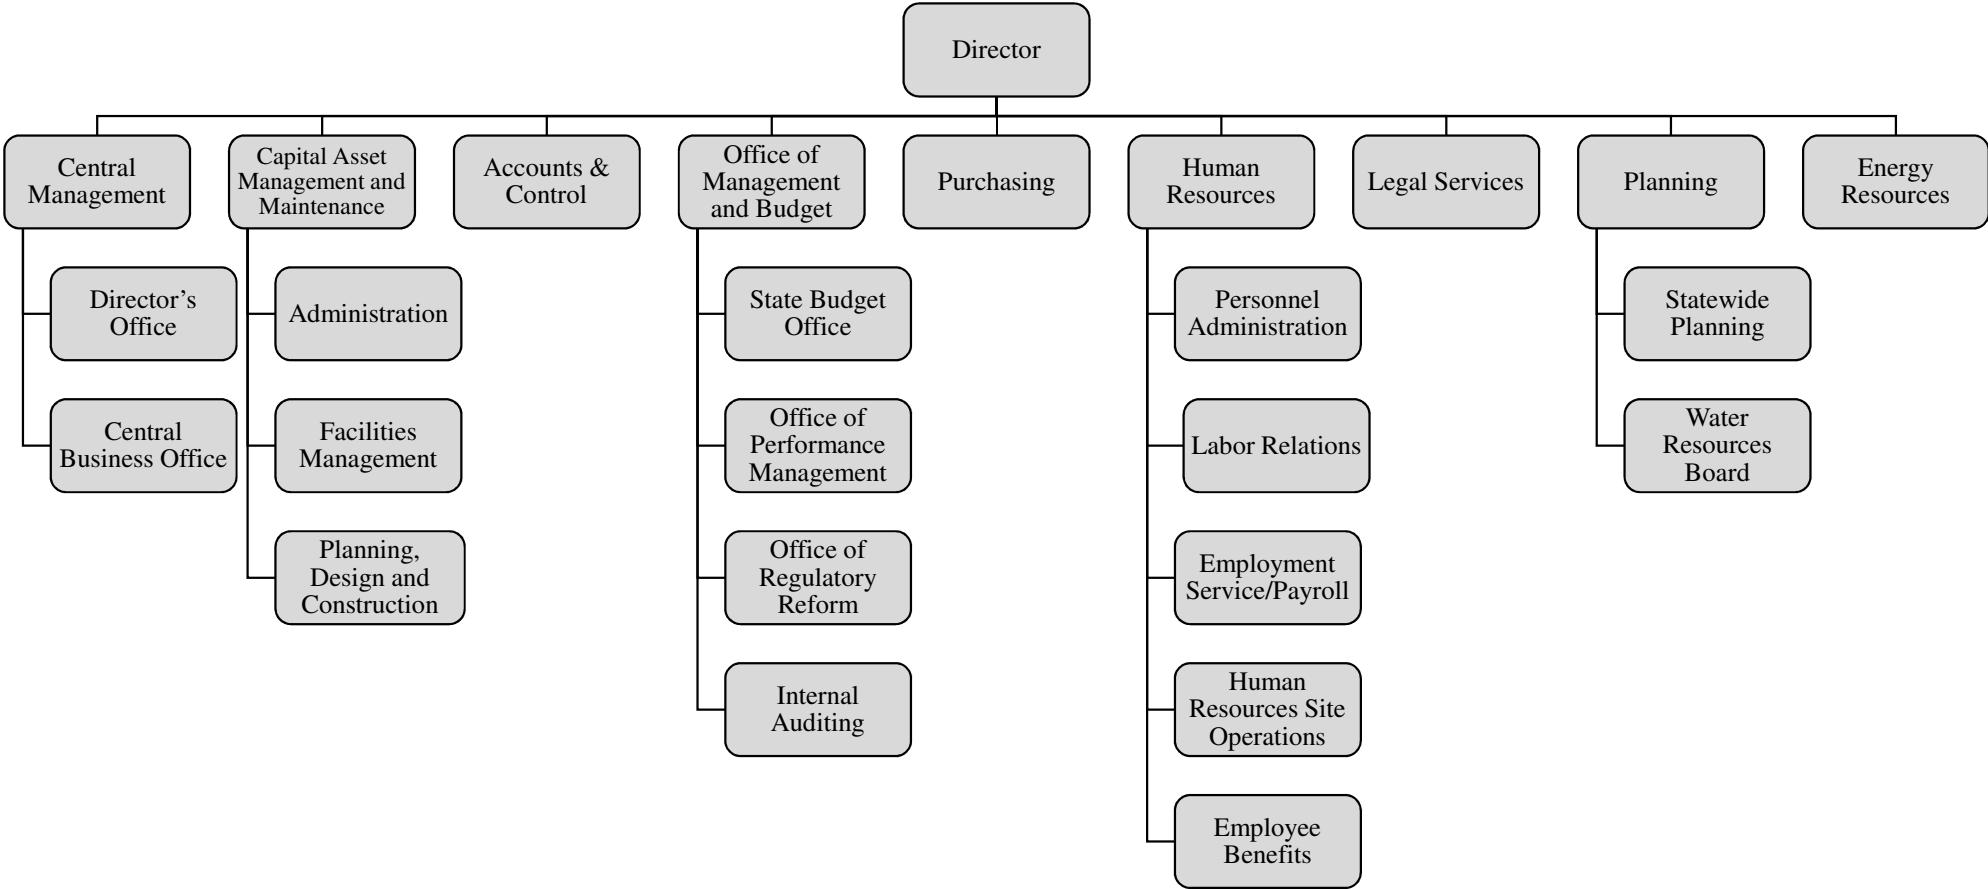 Director
Central
Management
Capital Asset
Management and
Maintenance
Accounts &
Control
Office of
Management
and Budget
Purchasing
Human
Resources
Legal Services
Planning
Energy
Resources
Director’s
Office
Central
Business Office
Administration
Facilities
Management
Planning,
Design and
Construction
State Budget
Office
Office of
Performance
Management
Office of
Regulatory
Reform
Internal
Auditing
Personnel
Administration
Labor Relations
Employment
Service/Payroll
Human
Resources Site
Operations
Employee
Benefits
Statewide
Planning
Water
Resources
Board